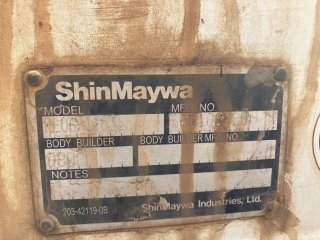 ShinMaywa
MODEL MFG. NO
BODY BUILDER BODY BUILDER MFG NO
NOTES
203-42119-0B ShinMaywa Industries, Ltd.